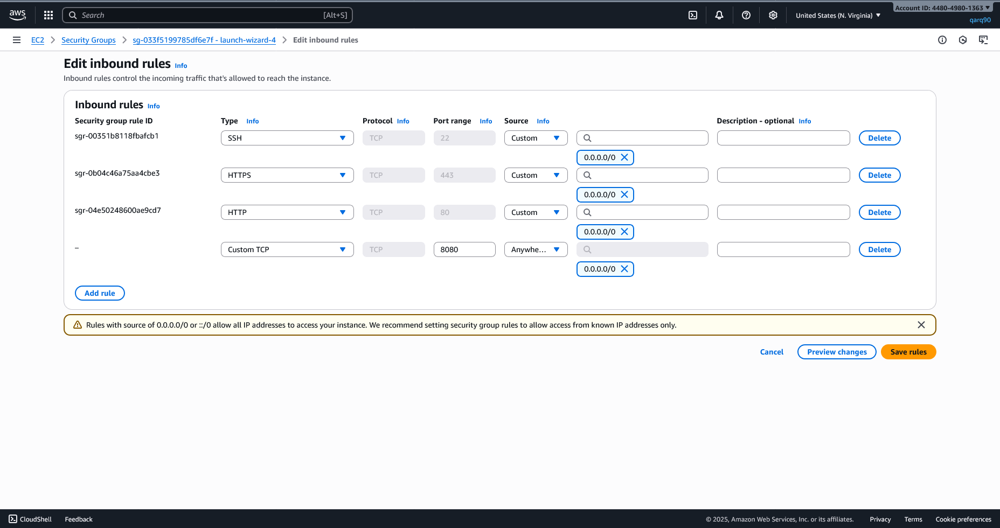 aws
Search [Alt+S]
United States (N. Virginia)
Account ID: 4480-4980-1363
qarq90
EC2 Security Groups sg-033f5199785df6e7f - launch-wizard-4 Edit inbound rules
Edit inbound rules Info
Inbound rules control the incoming traffic that's allowed to reach the instance.
Inbound rules Info
Security group rule ID Type Info Protocol Info Port range Info Source Info Description - optional Info
sgr-00351b8118fbafcb1 SSH TCP 22 Custom Delete
0.0.0.0/0
sgr-0b04c46a75aa4cbe3 HTTPS TCP 443 Custom Delete
0.0.0.0/0
sgr-04e50248600ae9cd7 HTTP TCP 80 Custom Delete
0.0.0.0/0
– Custom TCP TCP 8080 Anywhe... Delete
0.0.0.0/0
Add rule
Rules with source of 0.0.0.0/0 or ::/0 allow all IP addresses to access your instance. We recommend setting security group rules to allow access from known IP addresses only.
Cancel Preview changes Save rules
CloudShell Feedback © 2025, Amazon Web Services, Inc. or its affiliates. Privacy Terms Cookie preferences